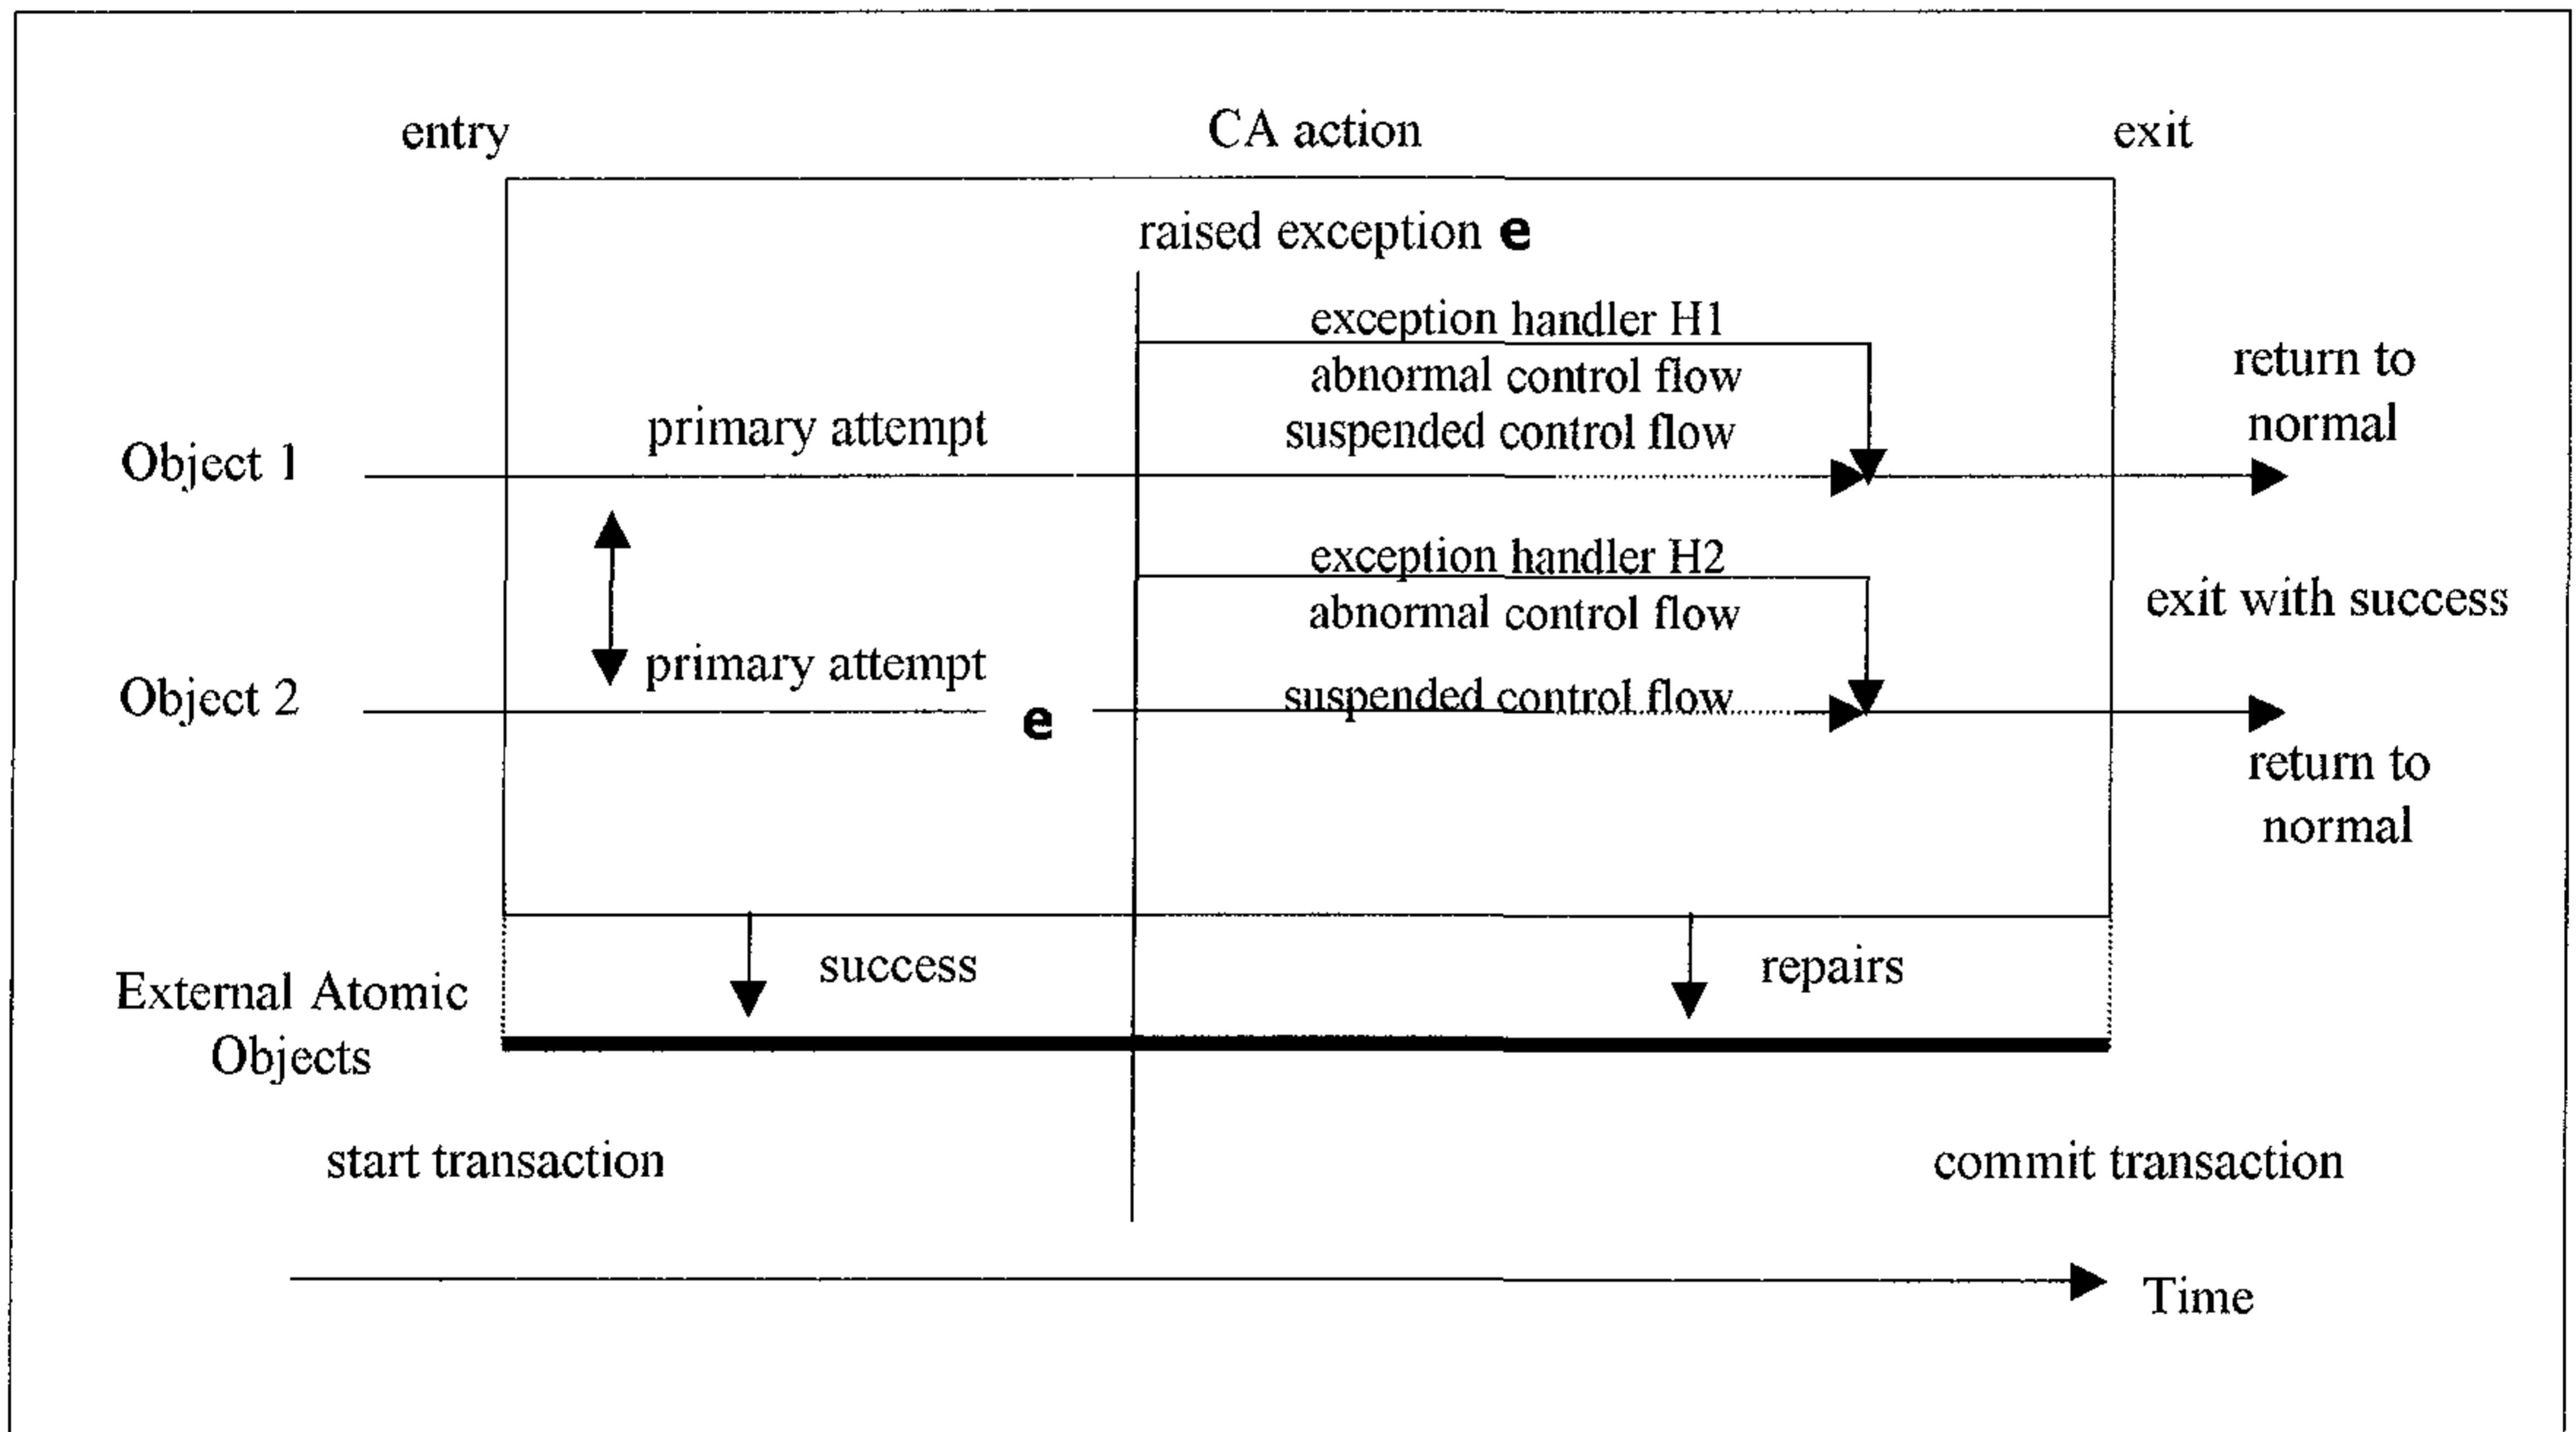 entry
CA action
exit
raised exception e
exception handler H1
abnormal control flow
suspended control flow
return to
normal
primary attempt
Object 1
exception handler H2
abnormal control flow
exit with success
primary attempt
suspended control flow
Object 2
e
return to
normal
success
repairs
External Atomic
Objects
start transaction
commit transaction
Time